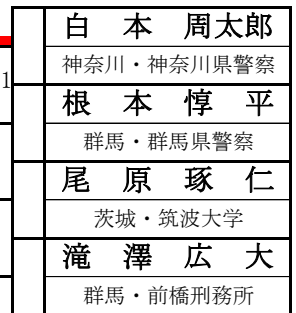 白本 周太郎
神奈川・神奈川県警察
1
根本 惇平
群馬・群馬県警察
尾原 琢仁
茨城・筑波大学
滝澤 広大
群馬・前橋刑務所